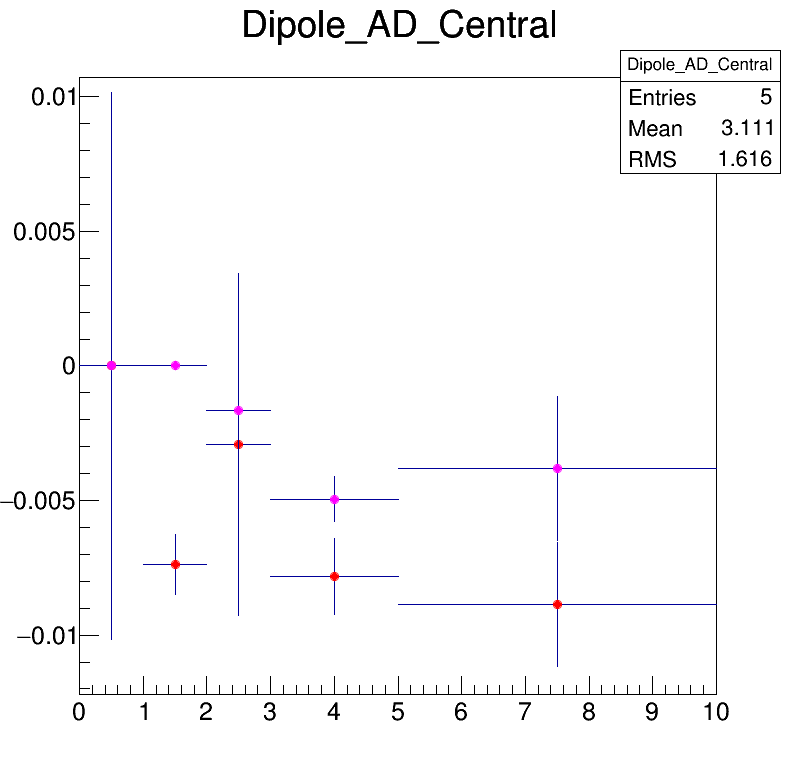 Dipole_AD_Central
Dipole_AD_Central
Entries 5
Mean 3.111
RMS 1.616
0.01
0.005
0
−0.005
−0.01
0 1 2 3 4 5 6 7 8 9 10